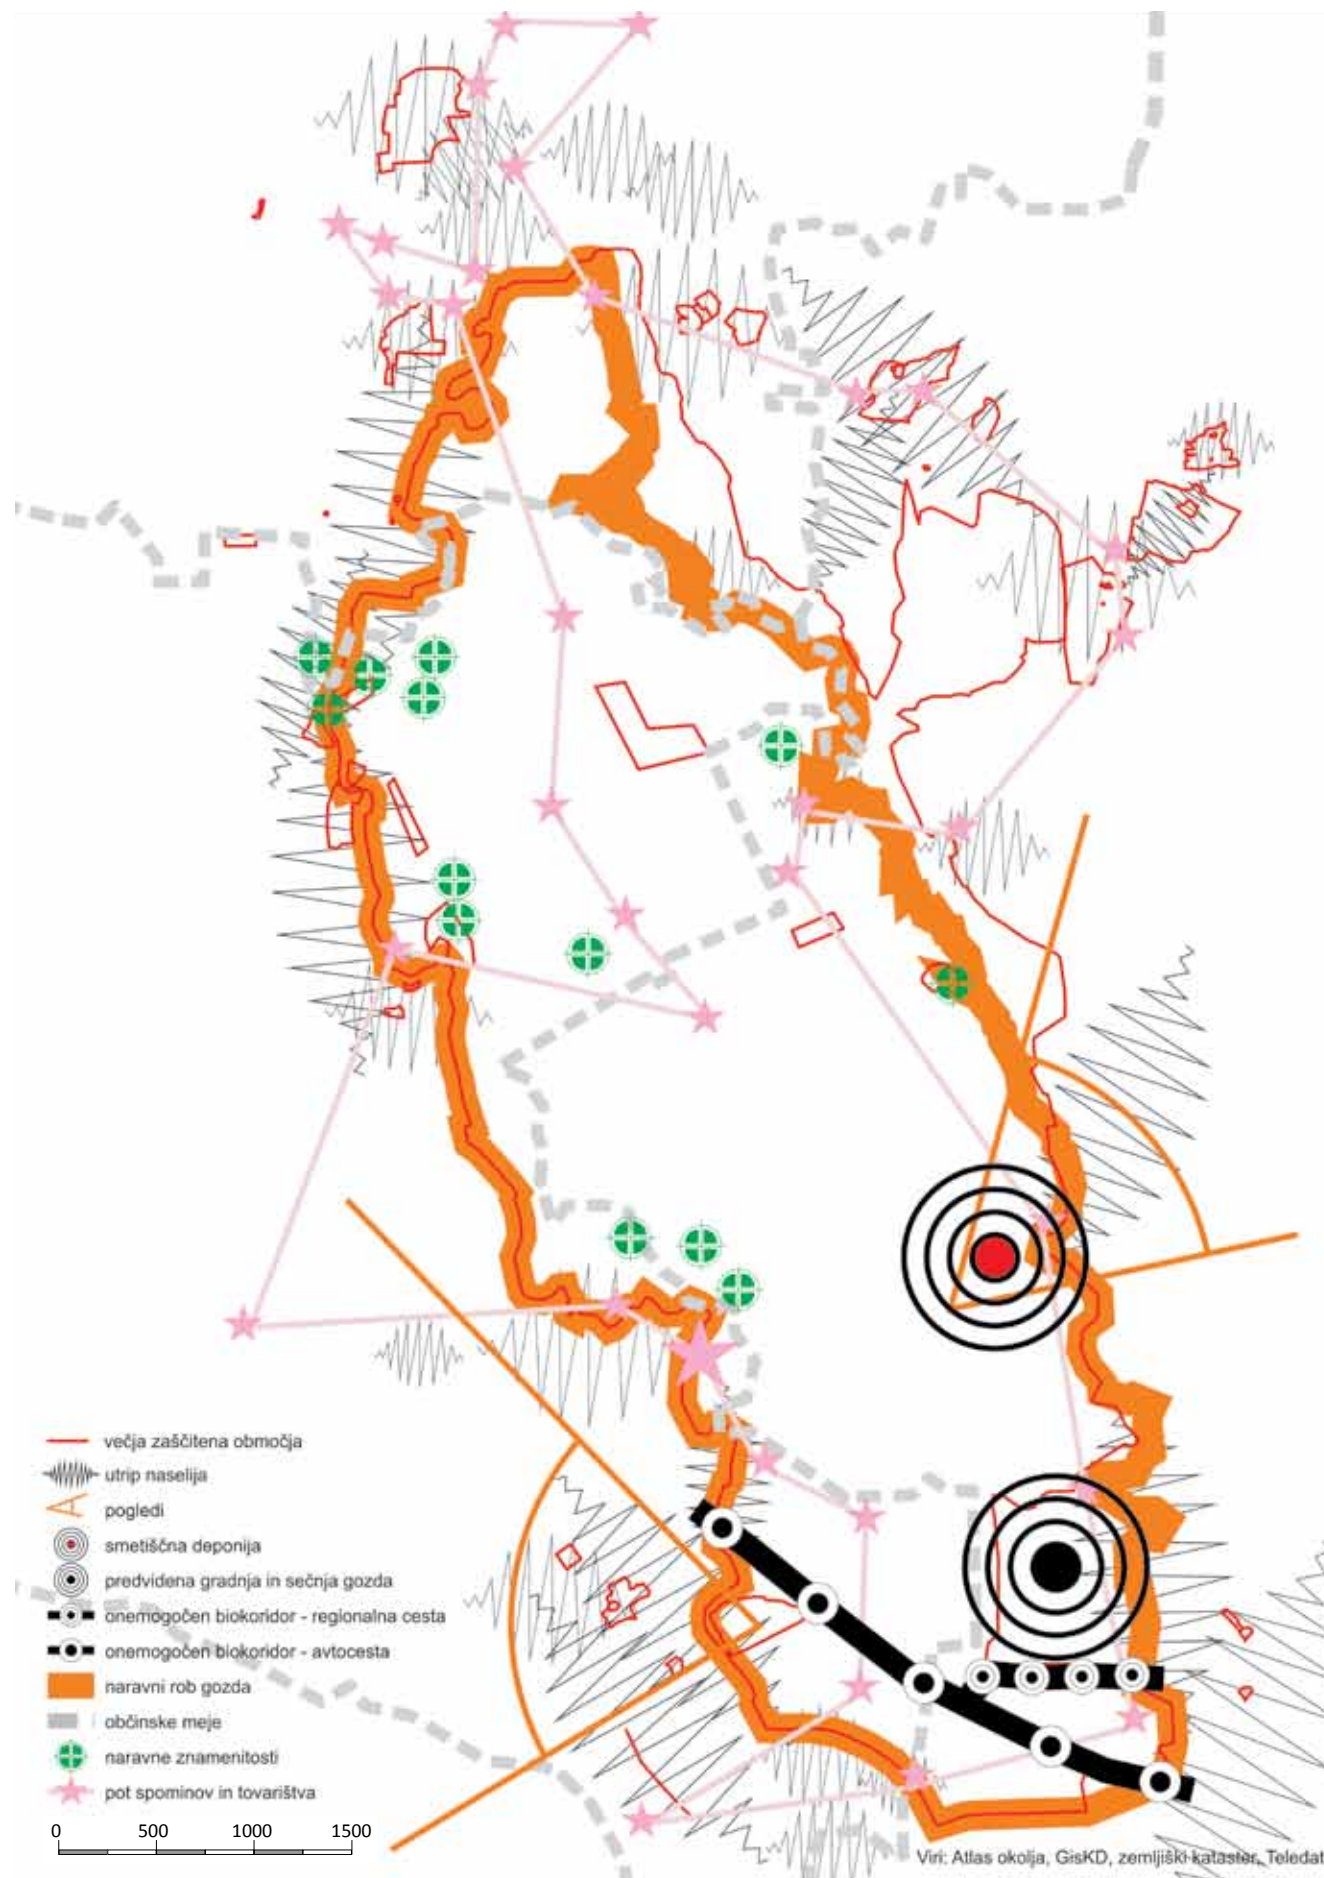 večja zaščitena območja
utrip naselija
pogledi
smetiščna deponija
predvidena gradnja in sečnja gozda
onemogočen biokoridor - regionalna cesta
onemogočen biokoridor - avtocesta
naravni rob gozda
občinske meje
naravne znamenitosti
pot spominov in tovarištva
0 500 1000 1500
Viri: Atlas okolja, GisKD, zemljiški kataster, Teledat